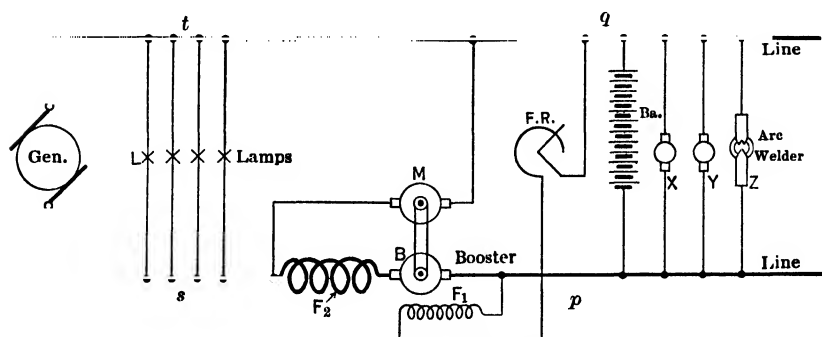 t
q
Line
F.R.
Ba.
Gen.
L
Lamps
Arc
Welder
M
X
Y
Z
B
Booster
Line
s
F₂
F₁
p